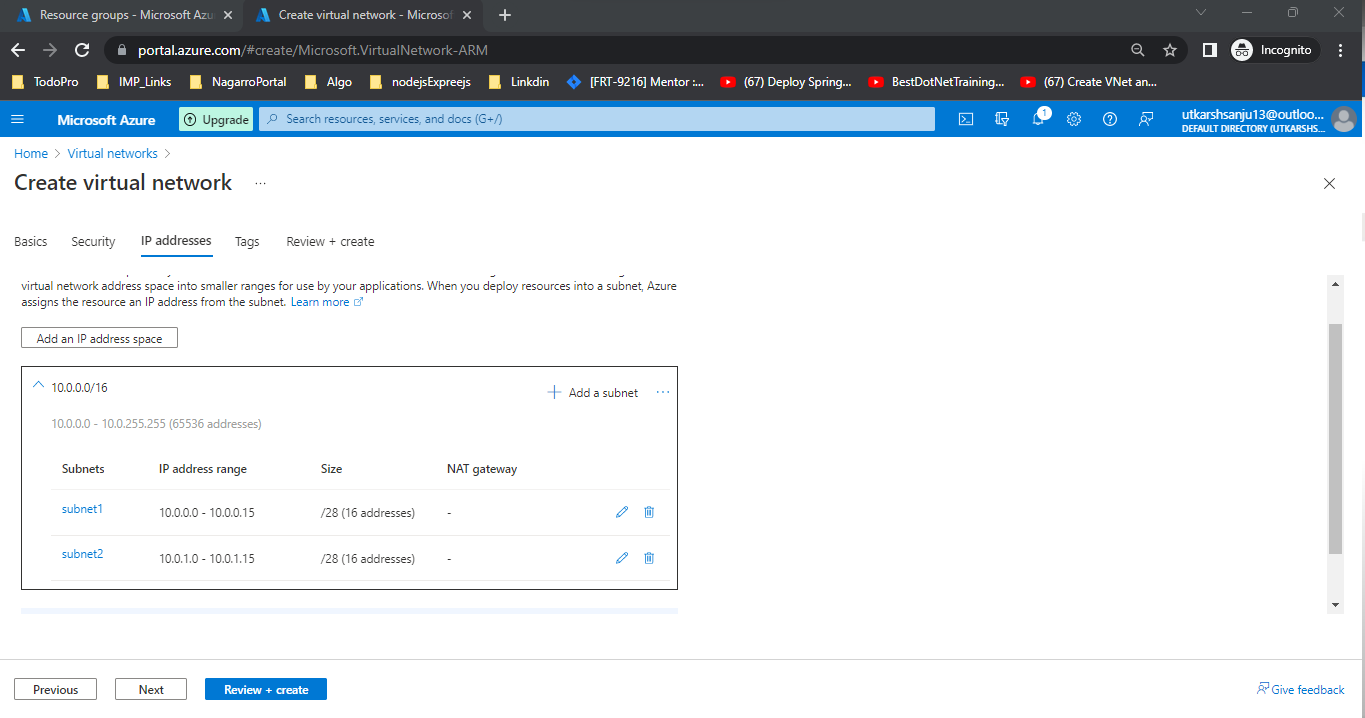 Resource groups - Microsoft Azu
Create virtual network - Microsof
portal.azure.com/#create/Microsoft.VirtualNetwork-ARM
Incognito
TodoPro
IMP_Links
NagarroPortal
Algo
nodejsExpreejs
Linkdin
[FRT-9216] Mentor :...
(67) Deploy Spring...
BestDotNetTraining...
(67) Create VNet an...
Microsoft Azure
Upgrade
Search resources, services, and docs (G+/)
1
utkarshsanju13@outloo...
DEFAULT DIRECTORY (UTKARSHS...
Home > Virtual networks >
Create virtual network ...
Basics
Security
IP addresses
Tags
Review + create
virtual network address space into smaller ranges for use by your applications. When you deploy resources into a subnet, Azure
assigns the resource an IP address from the subnet. Learn more
Add an IP address space
10.0.0.0/16
+ Add a subnet ...
10.0.0.0 - 10.0.255.255 (65536 addresses)
Subnets IP address range Size NAT gateway
subnet1 10.0.0.0 - 10.0.0.15 /28 (16 addresses) -
subnet2 10.0.1.0 - 10.0.1.15 /28 (16 addresses) -
Previous
Next
Review + create
Give feedback